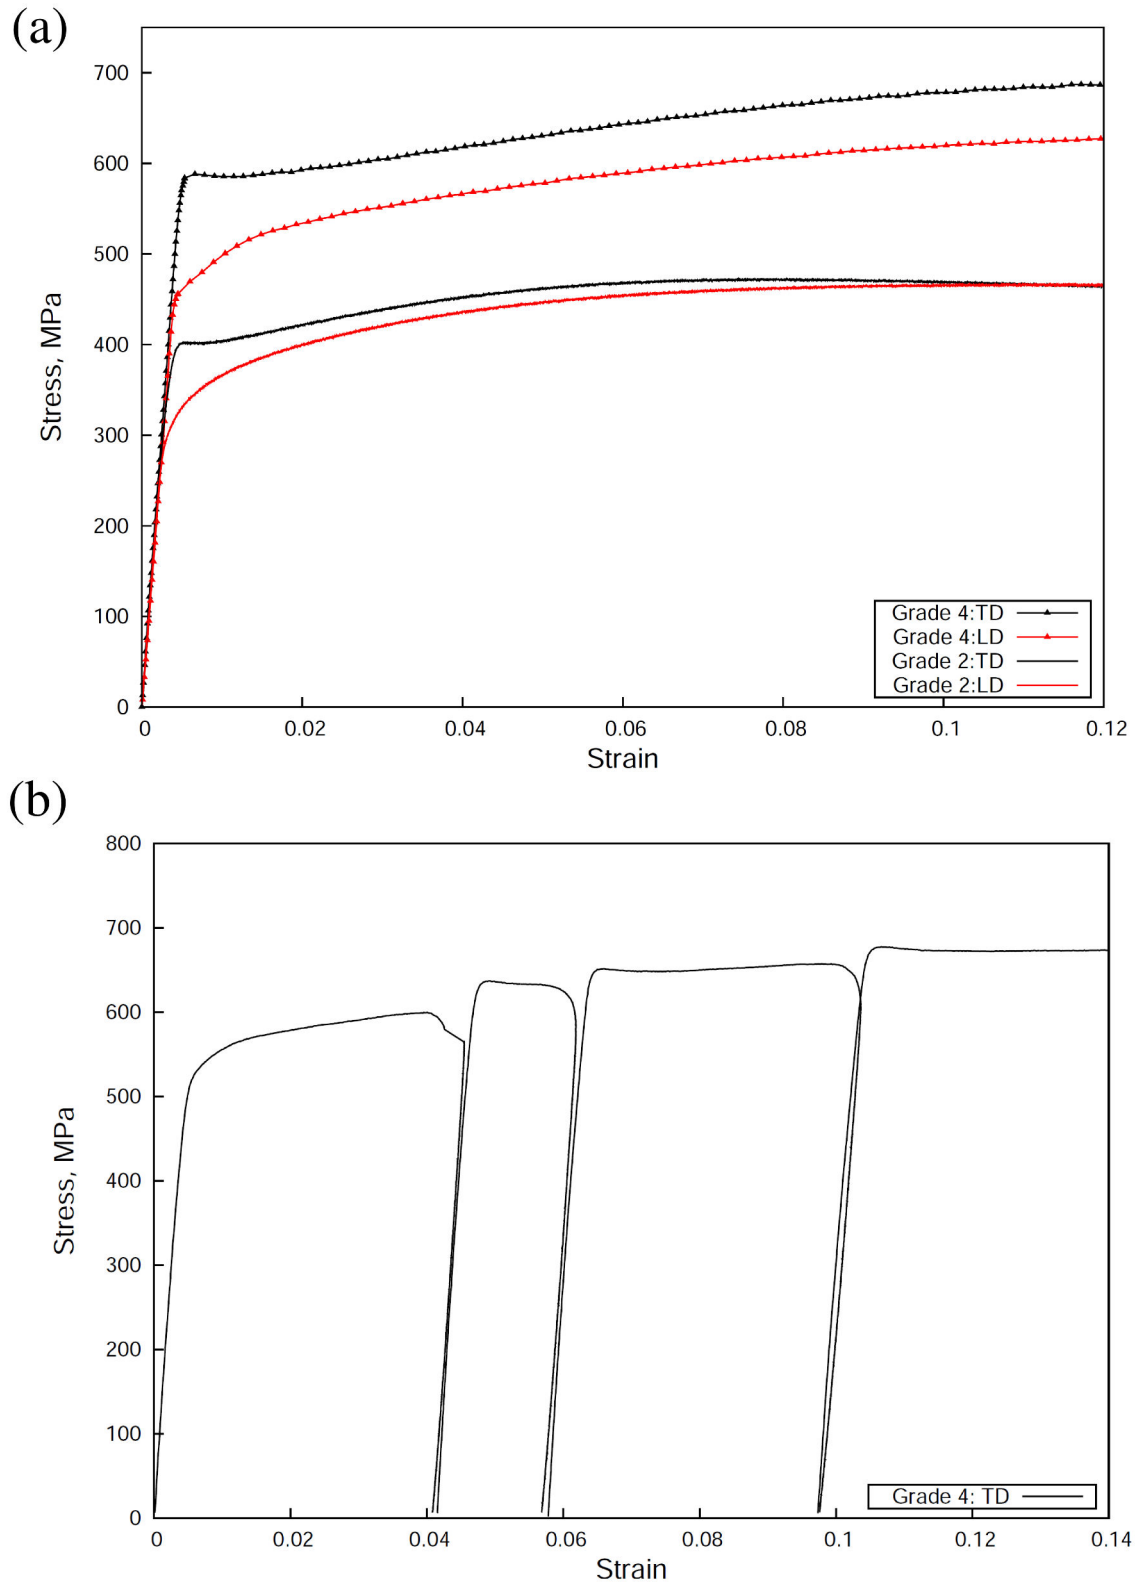 (a)
700
600
500
400
300
200
100
0
Stress, MPa
Grade 4:TD
Grade 4:LD
Grade 2:TD
Grade 2:LD
0 0.02 0.04 0.06 0.08 0.1 0.12
Strain
(b)
800
700
600
500
400
300
200
100
0
Stress, MPa
Grade 4: TD
0 0.02 0.04 0.06 0.08 0.1 0.12 0.14
Strain